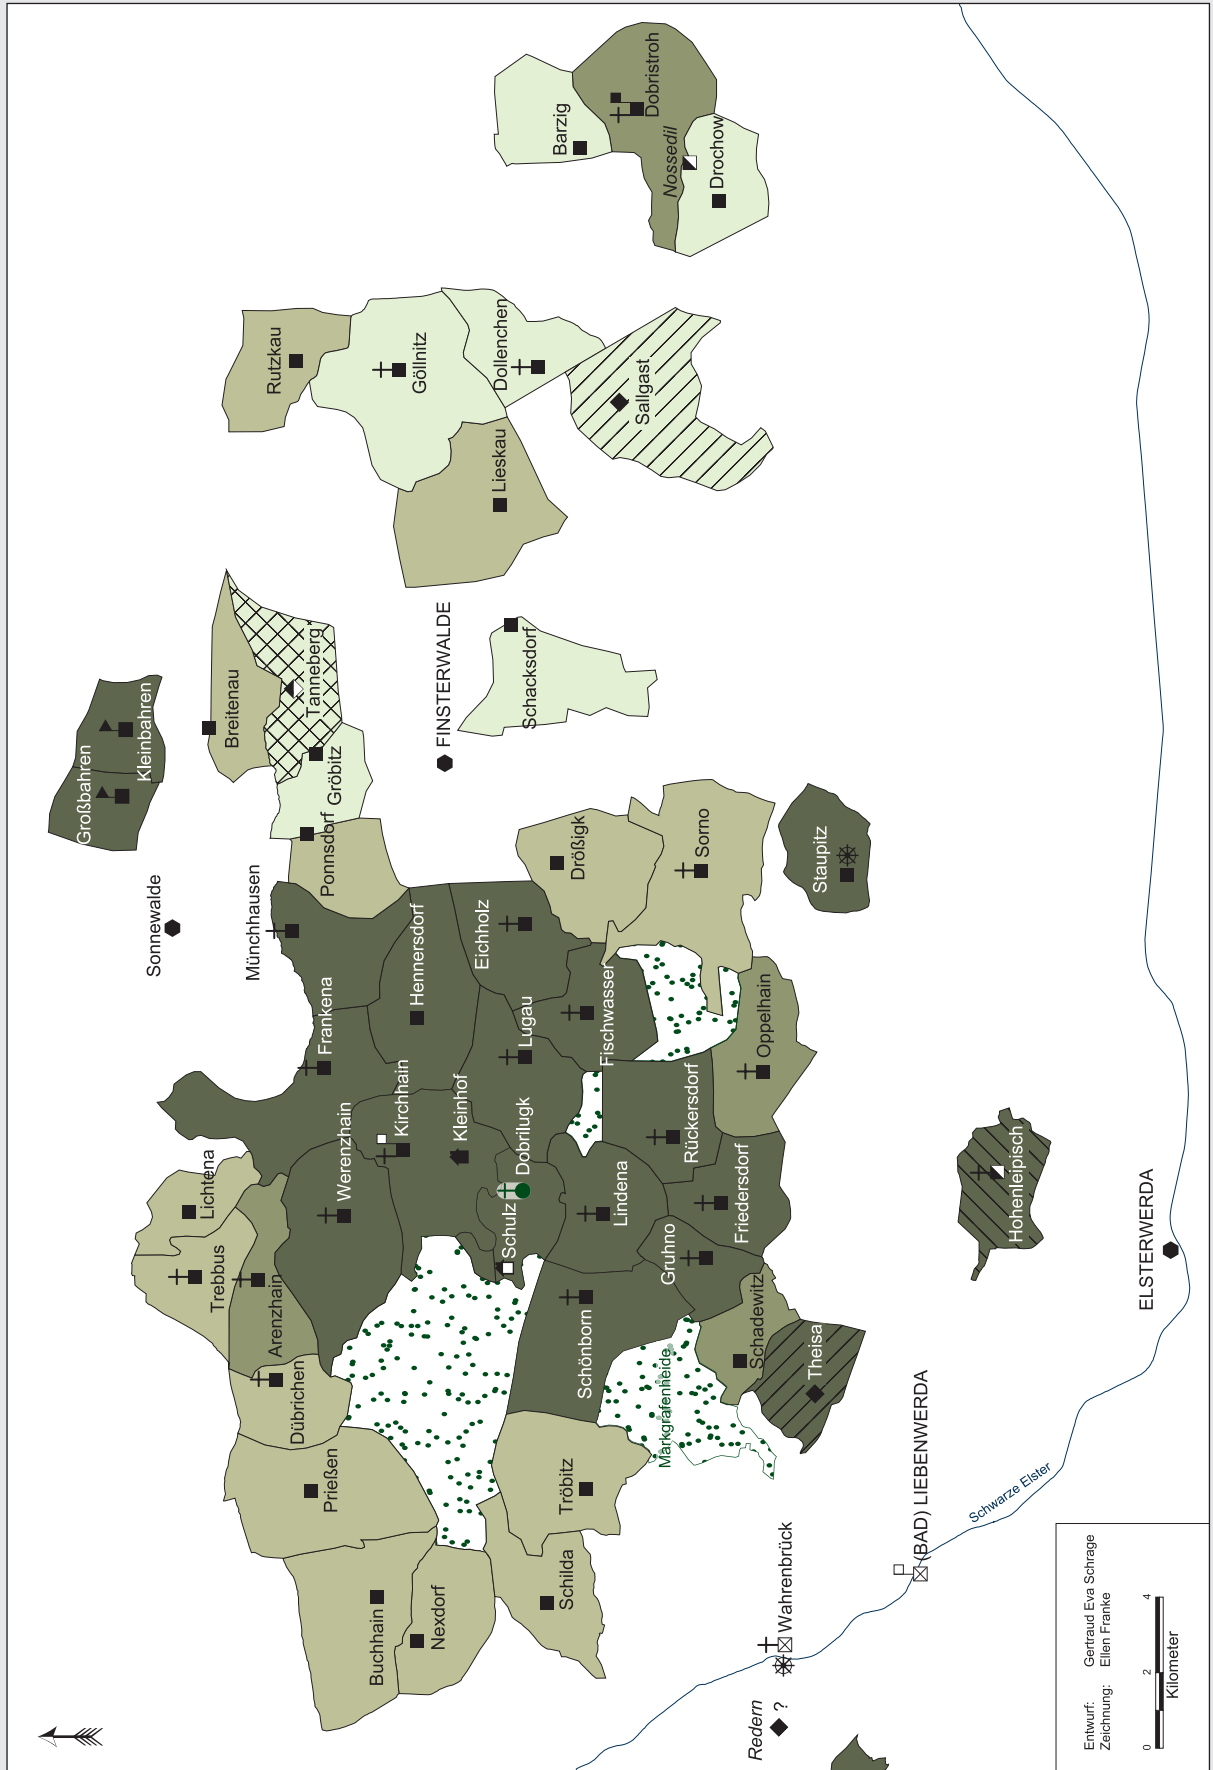 Dobristroh
Barzig
Nossedil
Drochow
Rutzkau
Göllnitz
Dollenchen
Sallgast
Lieskau
Breitenau
Tanneberg
FINSTERWALDE
Schacksdorf
Großbahren
Kleinbahren
Gröbitz
Ponnsdorf
Sonnewalde
Münchhausen
Drößigk
Sorno
Staupitz
Hennersdorf
Eichholz
Frankena
Lugau
Fischwasser
Oppelhain
Kirchhain
Kleinhof
Werenzhain
Dobrilugk
Rückersdorf
Lichtena
Schulz
Lindena
Friedersdorf
Hohenleipisch
Trebbus
Arenzhain
Gruhno
ELSTERWERDA
Schönborn
Schadewitz
Theisa
Dübrichen
Markgrafenheide
Prießen
Tröbitz
(BAD) LIEBENWERDA
Schwarze Elster
Buchhain
Nexdorf
Schilda
Wahrenbrück
Redern
?
Entwurf: Gertraud Eva Schrage
Zeichnung: Ellen Franke
0 2 4
Kilometer